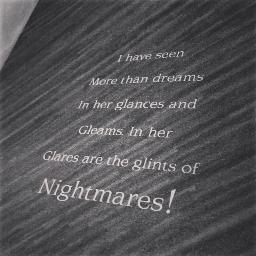 I have seen
More than dreams
In her glances and
Gleams. In her
Glares are the glints of
Nightmares!